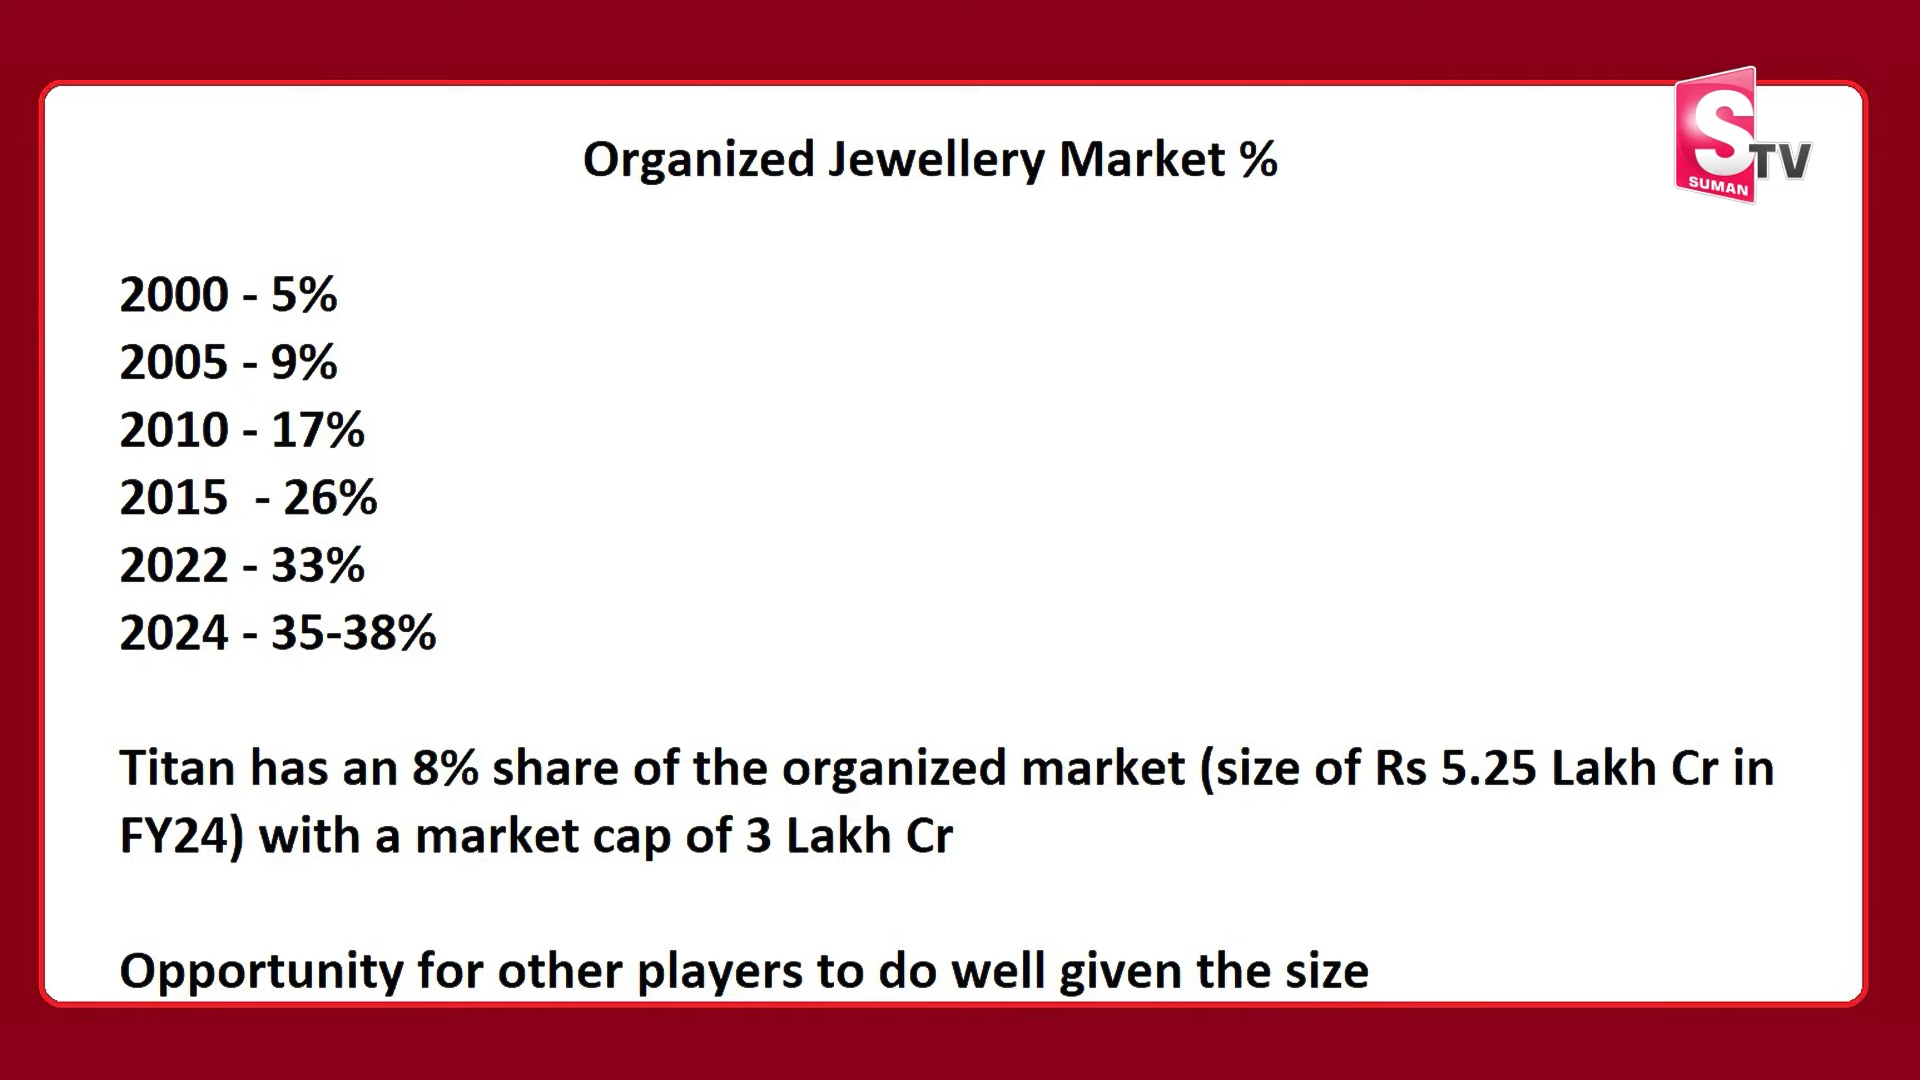 Organized Jewellery Market %
S TV
SUMAN
2000 - 5%
2005 - 9%
2010 - 17%
2015  - 26%
2022 - 33%
2024 - 35-38%
Titan has an 8% share of the organized market (size of Rs 5.25 Lakh Cr in
FY24) with a market cap of 3 Lakh Cr
Opportunity for other players to do well given the size